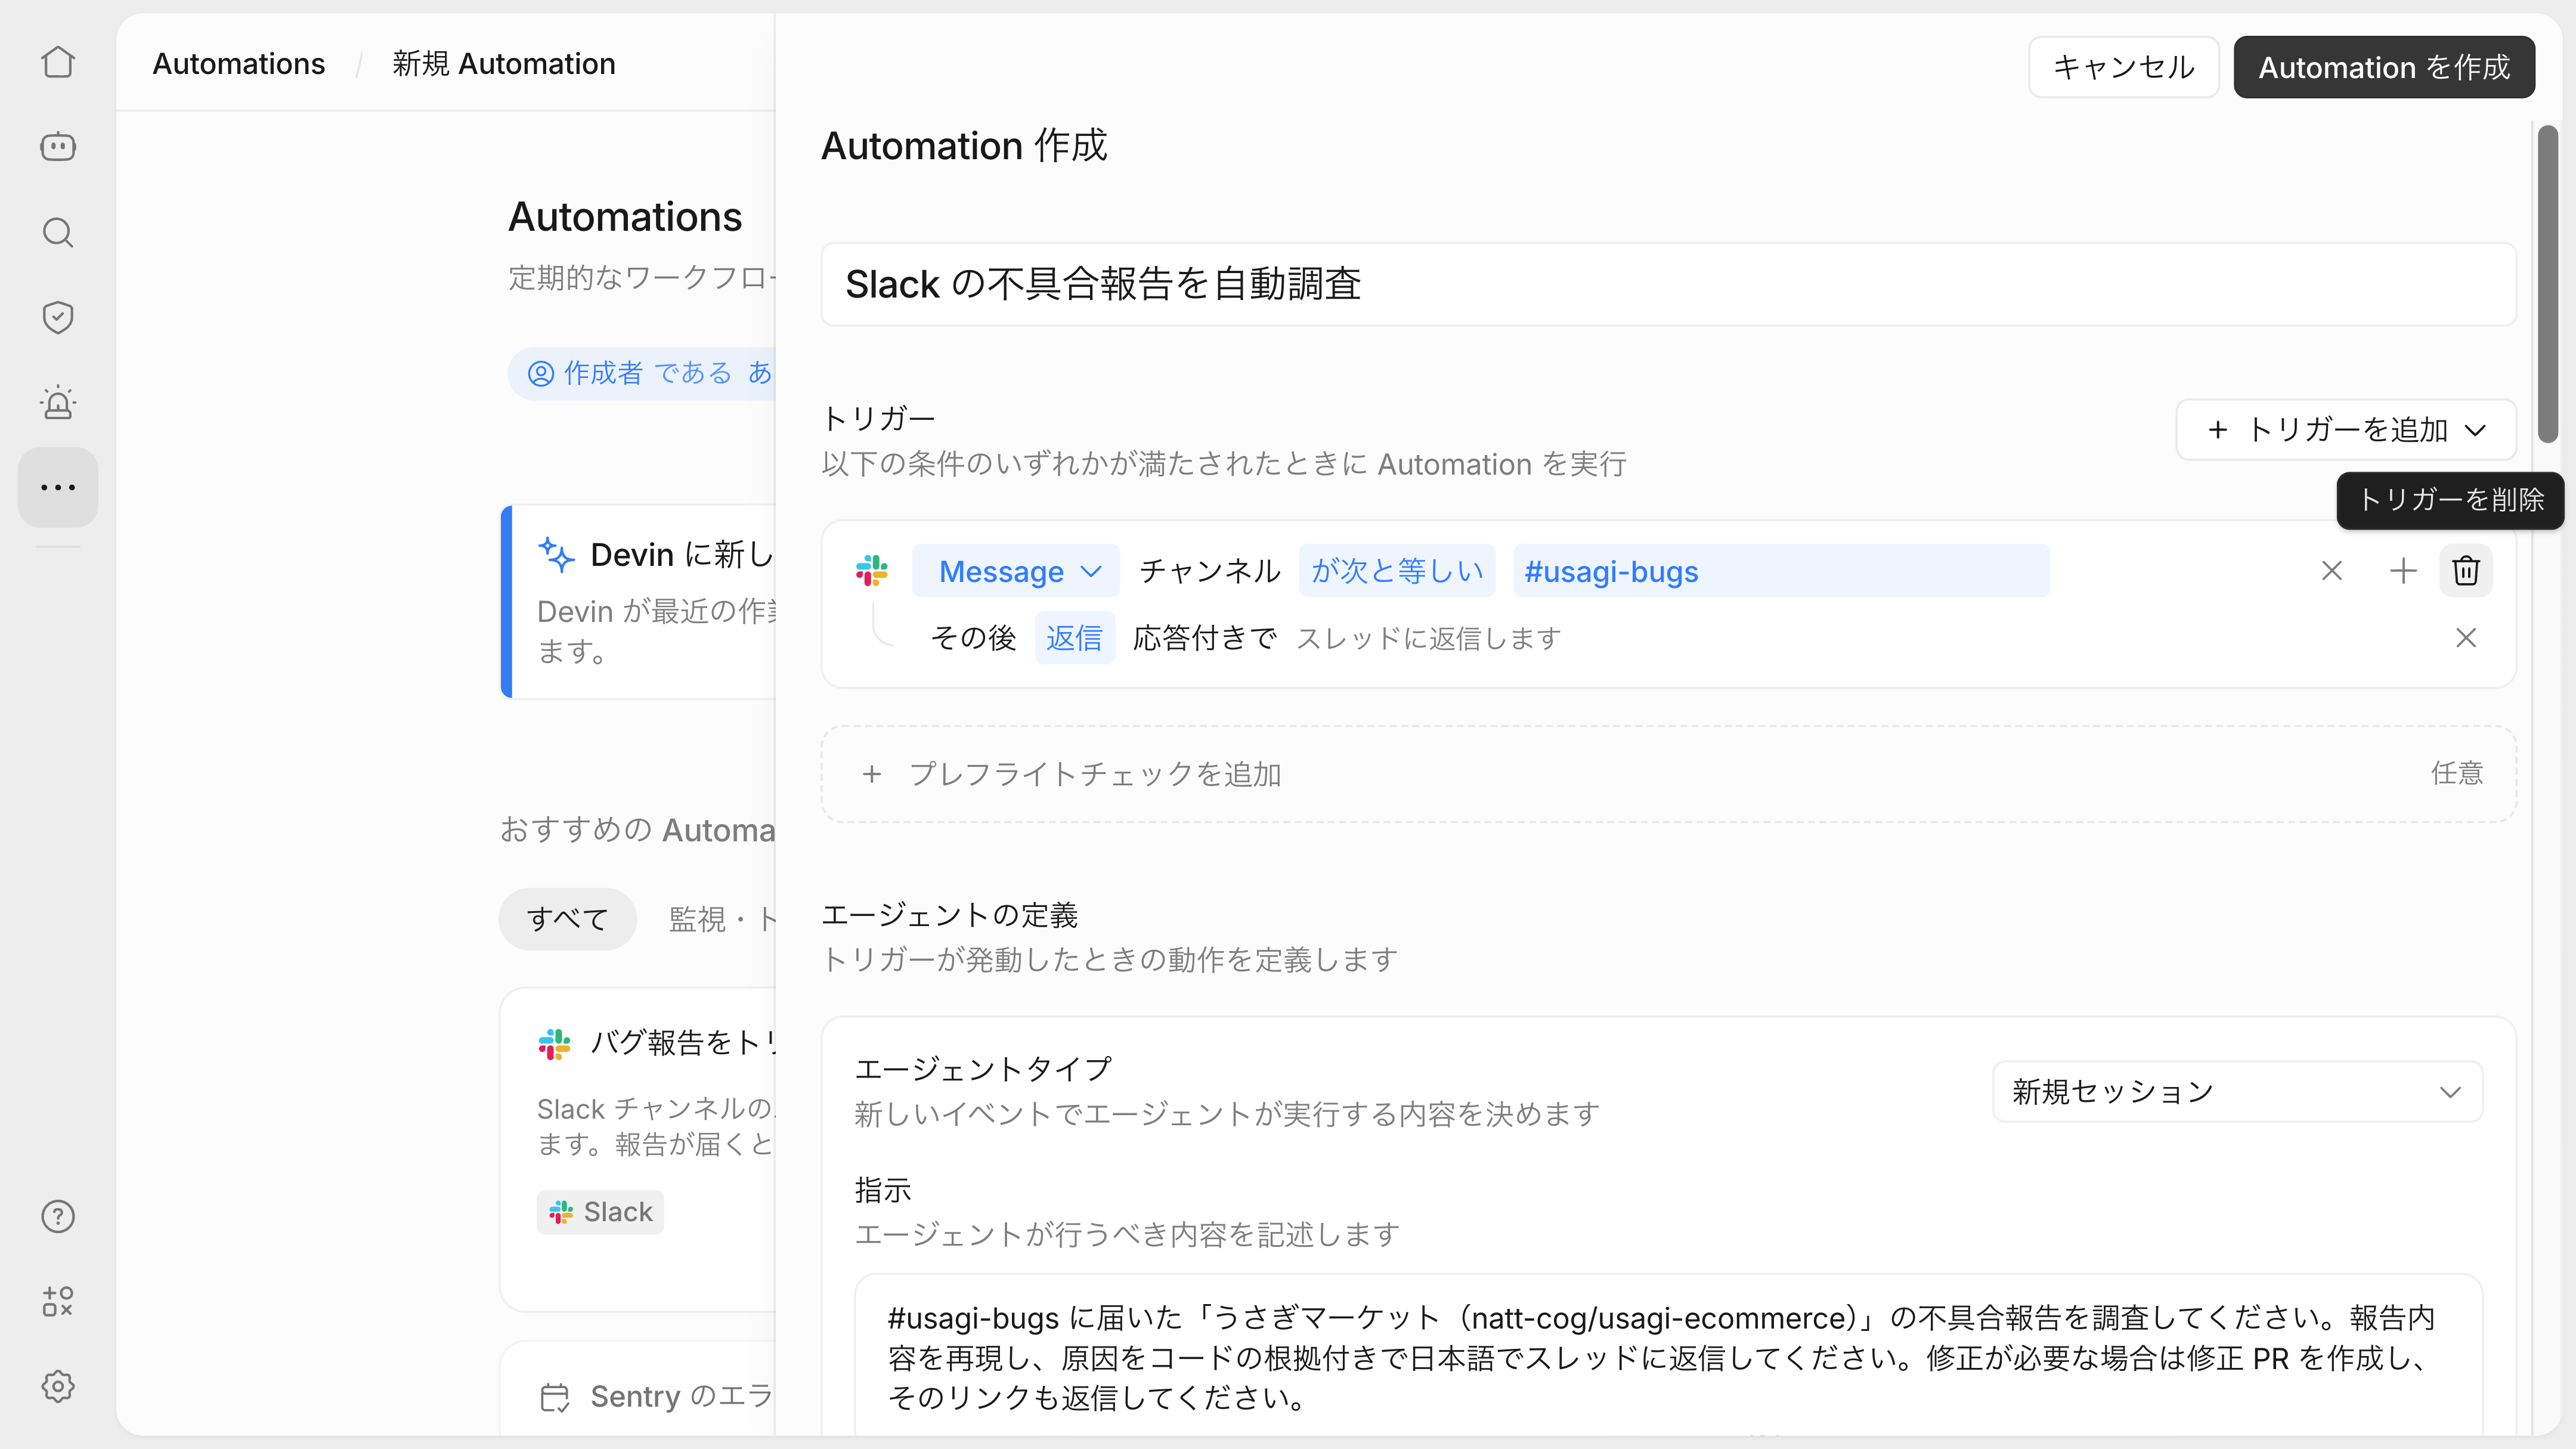 Automations / 新規 Automation
キャンセル
Automation を作成
Automations
定期的なワークフロー
作成者 である あ
Devin に新し
Devin が最近の作業
ます。
おすすめの Automa
すべて
監視・ト
バグ報告をトリ
Slack チャンネルの
ます。報告が届くと
Slack
Sentry のエラ
Automation 作成
Slack の不具合報告を自動調査
トリガー
以下の条件のいずれかが満たされたときに Automation を実行
+ トリガーを追加
トリガーを削除
Message チャンネル が次と等しい #usagi-bugs
その後 返信 応答付きで スレッドに返信します
+ プレフライトチェックを追加
任意
エージェントの定義
トリガーが発動したときの動作を定義します
エージェントタイプ
新しいイベントでエージェントが実行する内容を決めます
新規セッション
指示
エージェントが行うべき内容を記述します
#usagi-bugs に届いた「うさぎマーケット（natt-cog/usagi-ecommerce）」の不具合報告を調査してください。報告内
容を再現し、原因をコードの根拠付きで日本語でスレッドに返信してください。修正が必要な場合は修正 PR を作成し、
そのリンクも返信してください。